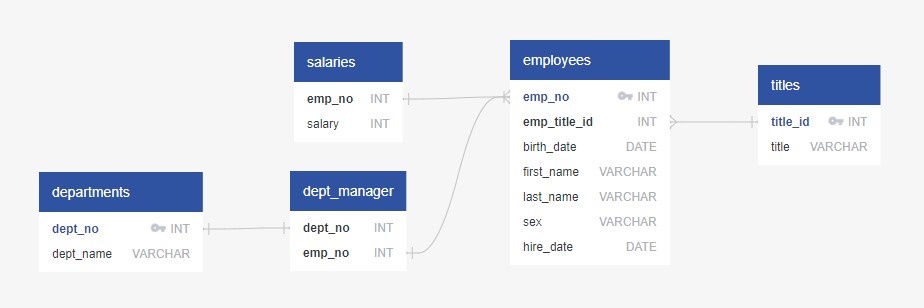 salaries
emp_no INT
salary INT
employees
emp_no INT
emp_title_id INT
birth_date DATE
first_name VARCHAR
last_name VARCHAR
sex VARCHAR
hire_date DATE
titles
title_id INT
title VARCHAR
departments
dept_no INT
dept_name VARCHAR
dept_manager
dept_no INT
emp_no INT